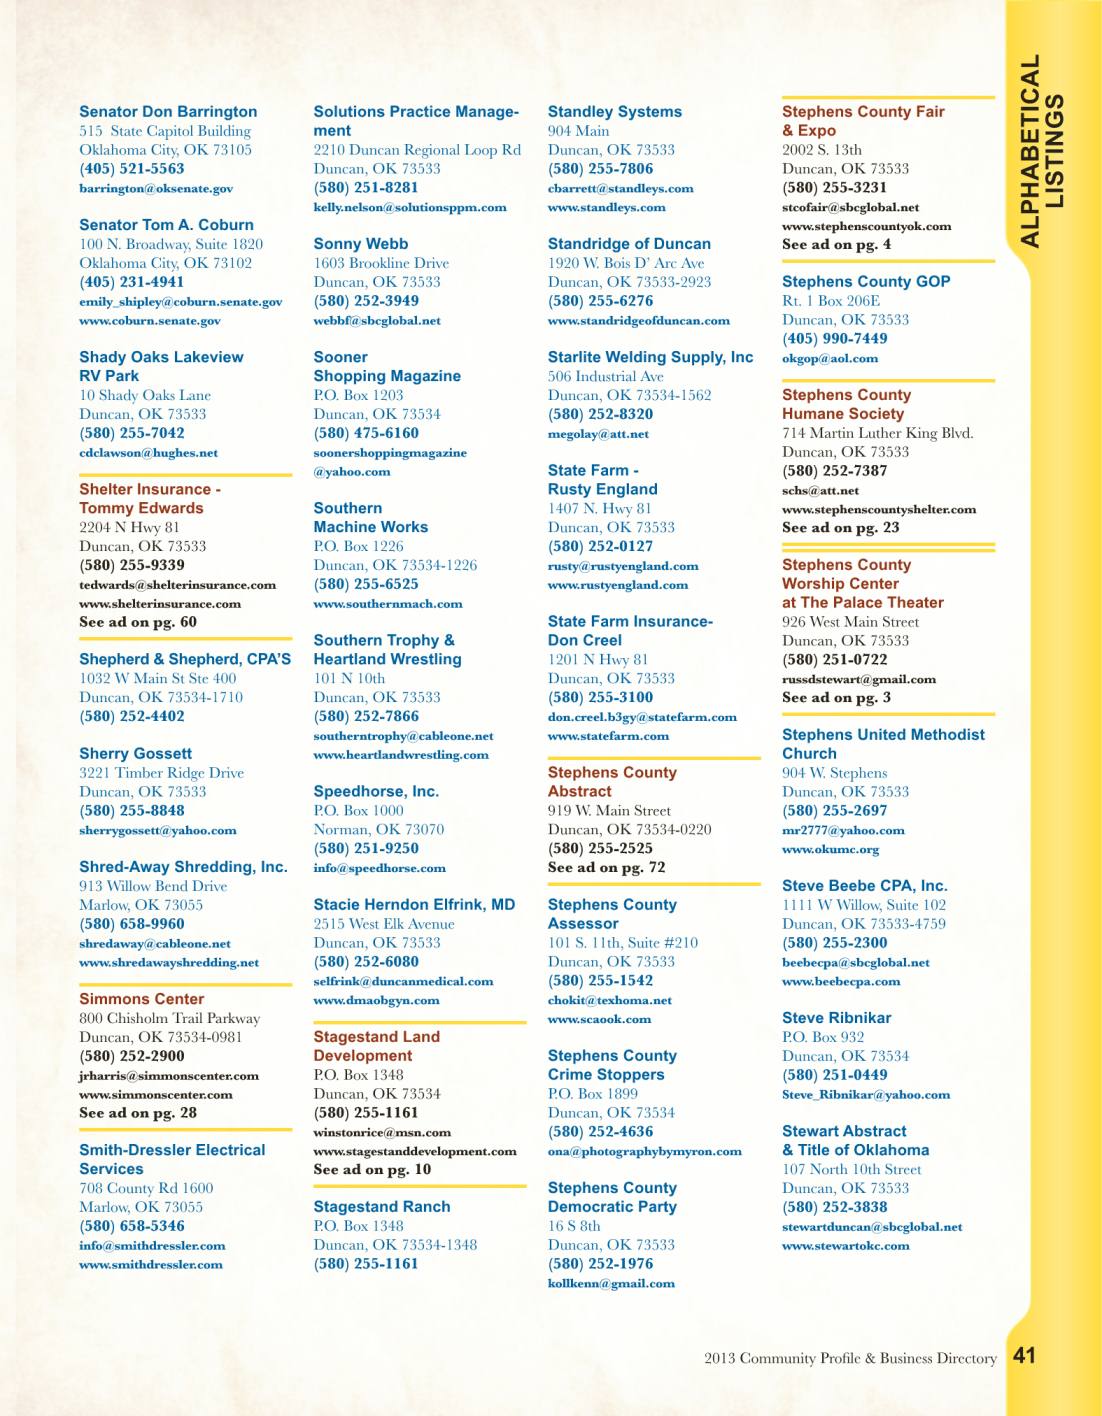 Senator Don Barrington
515  State Capitol Building
Oklahoma City, OK 73105
(405) 521-5563
barrington@oksenate.gov
Senator Tom A. Coburn
100 N. Broadway, Suite 1820
Oklahoma City, OK 73102
(405) 231-4941
emily_shipley@coburn.senate.gov
www.coburn.senate.gov
Shady Oaks Lakeview
RV Park
10 Shady Oaks Lane
Duncan, OK 73533
(580) 255-7042
cdclawson@hughes.net
Shelter Insurance -
Tommy Edwards
2204 N Hwy 81
Duncan, OK 73533
(580) 255-9339
tedwards@shelterinsurance.com
www.shelterinsurance.com
See ad on pg. 60
Shepherd & Shepherd, CPA'S
1032 W Main St Ste 400
Duncan, OK 73534-1710
(580) 252-4402
Sherry Gossett
3221 Timber Ridge Drive
Duncan, OK 73533
(580) 255-8848
sherrygossett@yahoo.com
Shred-Away Shredding, Inc.
913 Willow Bend Drive
Marlow, OK 73055
(580) 658-9960
shredaway@cableone.net
www.shredawayshredding.net
Simmons Center
800 Chisholm Trail Parkway
Duncan, OK 73534-0981
(580) 252-2900
jrharris@simmonscenter.com
www.simmonscenter.com
See ad on pg. 28
Smith-Dressler Electrical
Services
708 County Rd 1600
Marlow, OK 73055
(580) 658-5346
info@smithdressler.com
www.smithdressler.com
Solutions Practice Manage-
ment
2210 Duncan Regional Loop Rd
Duncan, OK 73533
(580) 251-8281
kelly.nelson@solutionsppm.com
Sonny Webb
1603 Brookline Drive
Duncan, OK 73533
(580) 252-3949
webbf@sbcglobal.net
Sooner
Shopping Magazine
P.O. Box 1203
Duncan, OK 73534
(580) 475-6160
soonershoppingmagazine
@yahoo.com
Southern
Machine Works
P.O. Box 1226
Duncan, OK 73534-1226
(580) 255-6525
www.southernmach.com
Southern Trophy &
Heartland Wrestling
101 N 10th
Duncan, OK 73533
(580) 252-7866
southerntrophy@cableone.net
www.heartlandwrestling.com
Speedhorse, Inc.
P.O. Box 1000
Norman, OK 73070
(580) 251-9250
info@speedhorse.com
Stacie Herndon Elfrink, MD
2515 West Elk Avenue
Duncan, OK 73533
(580) 252-6080
selfrink@duncanmedical.com
www.dmaobgyn.com
Stagestand Land
Development
P.O. Box 1348
Duncan, OK 73534
(580) 255-1161
winstonrice@msn.com
www.stagestanddevelopment.com
See ad on pg. 10
Stagestand Ranch
P.O. Box 1348
Duncan, OK 73534-1348
(580) 255-1161
Standley Systems
904 Main
Duncan, OK 73533
(580) 255-7806
cbarrett@standleys.com
www.standleys.com
Standridge of Duncan
1920 W. Bois D' Arc Ave
Duncan, OK 73533-2923
(580) 255-6276
www.standridgeofduncan.com
Starlite Welding Supply, Inc
506 Industrial Ave
Duncan, OK 73534-1562
(580) 252-8320
megolay@att.net
State Farm -
Rusty England
1407 N. Hwy 81
Duncan, OK 73533
(580) 252-0127
rusty@rustyengland.com
www.rustyengland.com
State Farm Insurance-
Don Creel
1201 N Hwy 81
Duncan, OK 73533
(580) 255-3100
don.creel.b3gy@statefarm.com
www.statefarm.com
Stephens County
Abstract
919 W. Main Street
Duncan, OK 73534-0220
(580) 255-2525
See ad on pg. 72
Stephens County
Assessor
101 S. 11th, Suite #210
Duncan, OK 73533
(580) 255-1542
chokit@texhoma.net
www.scaook.com
Stephens County
Crime Stoppers
P.O. Box 1899
Duncan, OK 73534
(580) 252-4636
ona@photographybymyron.com
Stephens County
Democratic Party
16 S 8th
Duncan, OK 73533
(580) 252-1976
kollkenn@gmail.com
Stephens County Fair
& Expo
2002 S. 13th
Duncan, OK 73533
(580) 255-3231
stcofair@sbcglobal.net
www.stephenscountyok.com
See ad on pg. 4
Stephens County GOP
Rt. 1 Box 206E
Duncan, OK 73533
(405) 990-7449
okgop@aol.com
Stephens County
Humane Society
714 Martin Luther King Blvd.
Duncan, OK 73533
(580) 252-7387
schs@att.net
www.stephenscountyshelter.com
See ad on pg. 23
Stephens County
Worship Center
at The Palace Theater
926 West Main Street
Duncan, OK 73533
(580) 251-0722
russdstewart@gmail.com
See ad on pg. 3
Stephens United Methodist
Church
904 W. Stephens
Duncan, OK 73533
(580) 255-2697
mr2777@yahoo.com
www.okumc.org
Steve Beebe CPA, Inc.
1111 W Willow, Suite 102
Duncan, OK 73533-4759
(580) 255-2300
beebecpa@sbcglobal.net
www.beebecpa.com
Steve Ribnikar
P.O. Box 932
Duncan, OK 73534
(580) 251-0449
Steve_Ribnikar@yahoo.com
Stewart Abstract
& Title of Oklahoma
107 North 10th Street
Duncan, OK 73533
(580) 252-3838
stewartduncan@sbcglobal.net
www.stewartokc.com
ALPHABETICAL
LISTINGS
2013 Community Profile & Business Directory 41